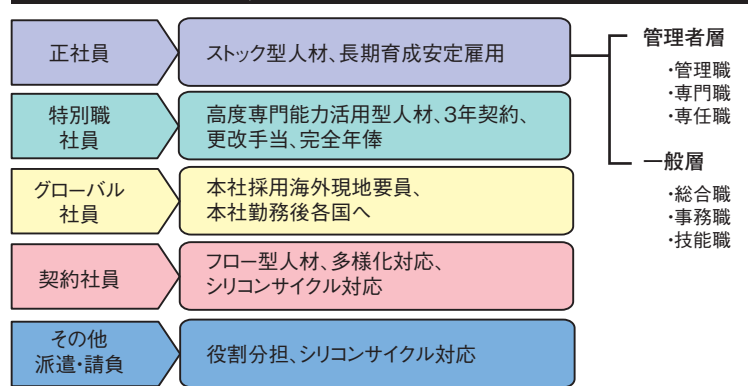 正社員
ストック型人材、長期育成安定雇用
管理者層
・管理職
・専門職
・専任職
一般層
・総合職
・事務職
・技能職
特別職
社員
高度専門能力活用型人材、3年契約、
更改手当、完全年俸
グローバル
社員
本社採用海外現地要員、
本社勤務後各国へ
契約社員
フロー型人材、多様化対応、
シリコンサイクル対応
その他
派遣・請負
役割分担、シリコンサイクル対応